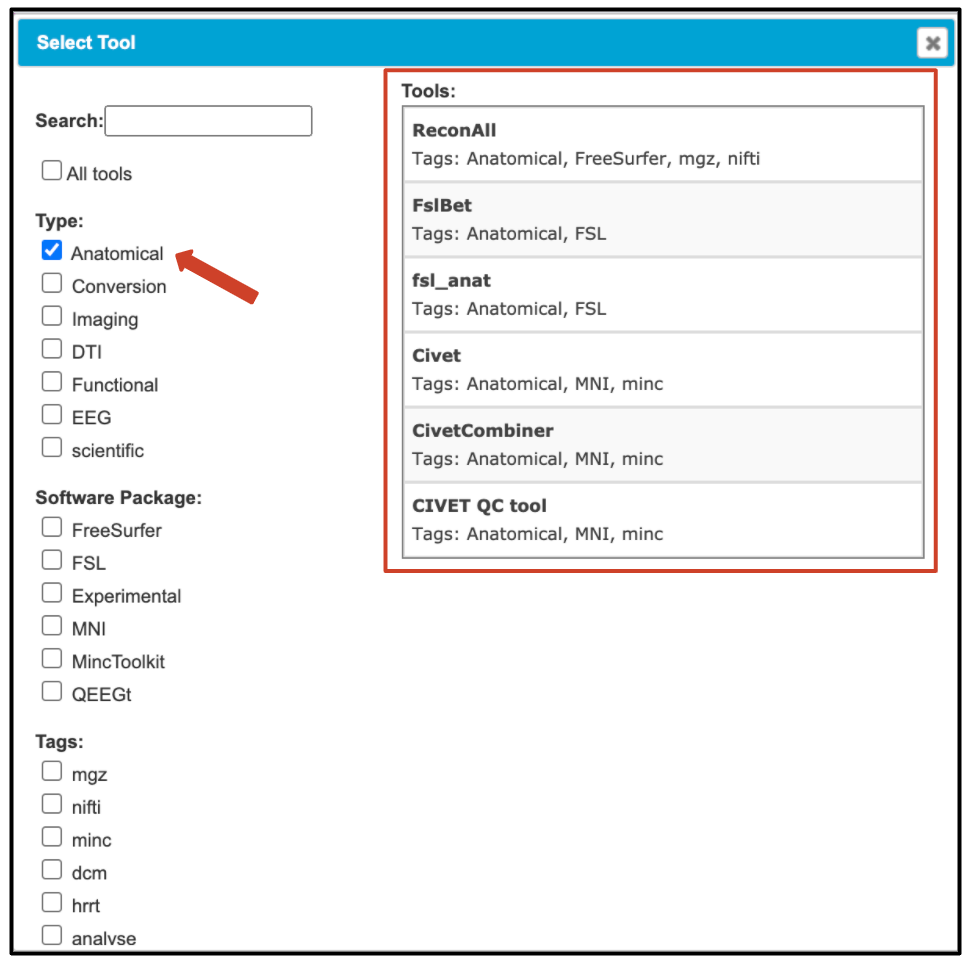 Select Tool
Search:
All tools
Type:
Anatomical
Conversion
Imaging
DTI
Functional
EEG
scientific
Software Package:
FreeSurfer
FSL
Experimental
MNI
MincToolkit
QEEGt
Tags:
mgz
nifti
minc
dcm
hrrt
analyse
Tools:
ReconAll
Tags: Anatomical, FreeSurfer, mgz, nifti
FslBet
Tags: Anatomical, FSL
fsl_anat
Tags: Anatomical, FSL
Civet
Tags: Anatomical, MNI, minc
CivetCombiner
Tags: Anatomical, MNI, minc
CIVET QC tool
Tags: Anatomical, MNI, minc